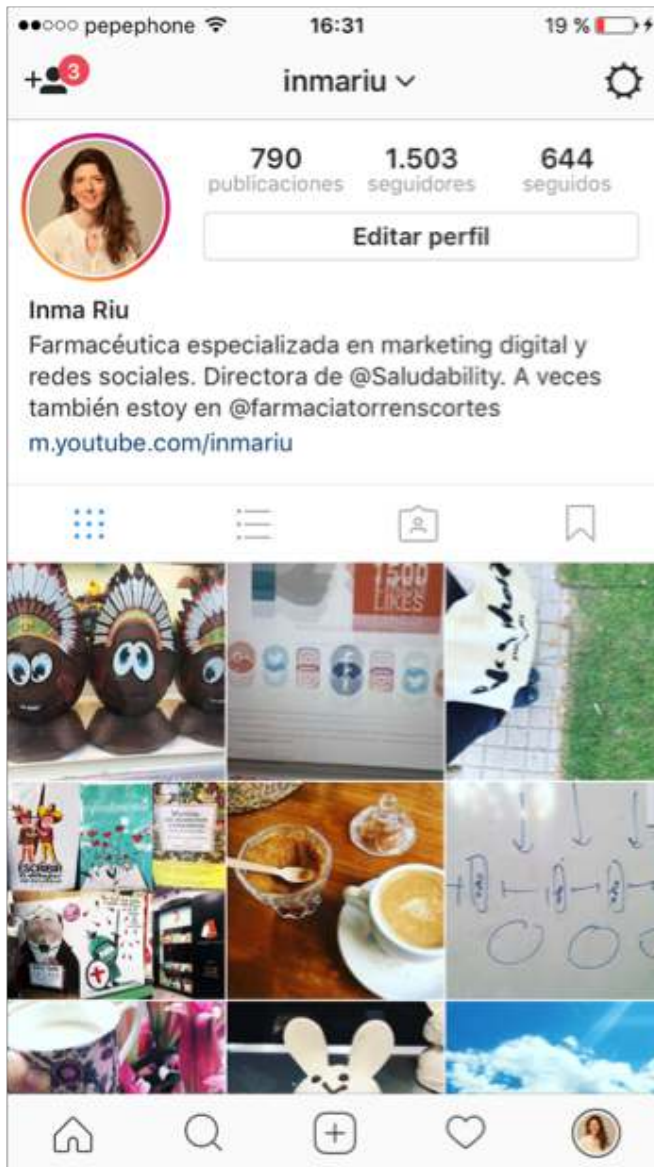 pepephone 16:31 19 %
3
inmariu
790 1.503 644
publicaciones seguidores seguidos
Editar perfil
Inma Riu
Farmacéutica especializada en marketing digital y
redes sociales. Directora de @Saludability. A veces
también estoy en @farmaciatorrenscortes
m.youtube.com/inmariu
1500
LIKES
ESCRIBIR